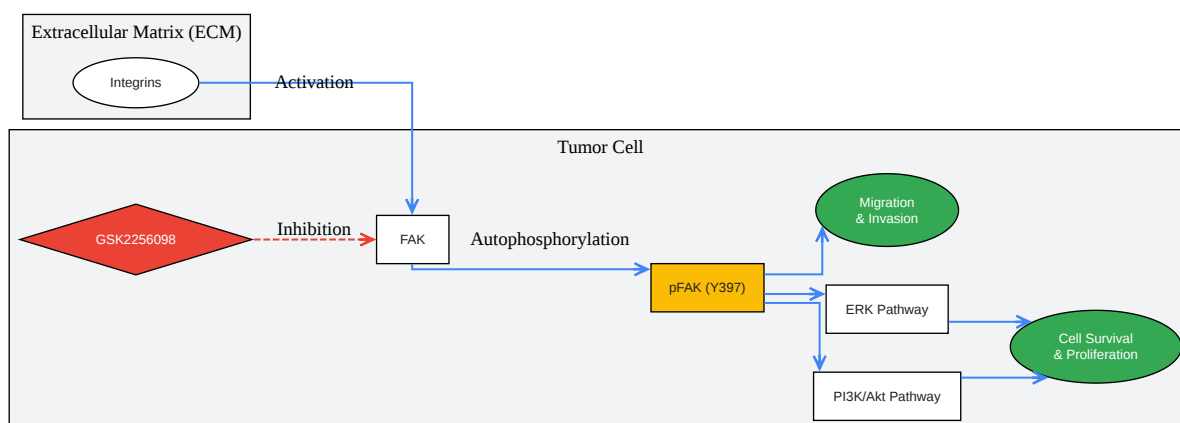 Extracellular Matrix (ECM)
Integrins
Activation
Tumor Cell
GSK2256098
Inhibition
FAK
Autophosphorylation
pFAK (Y397)
Migration
& Invasion
ERK Pathway
Cell Survival
& Proliferation
PI3K/Akt Pathway